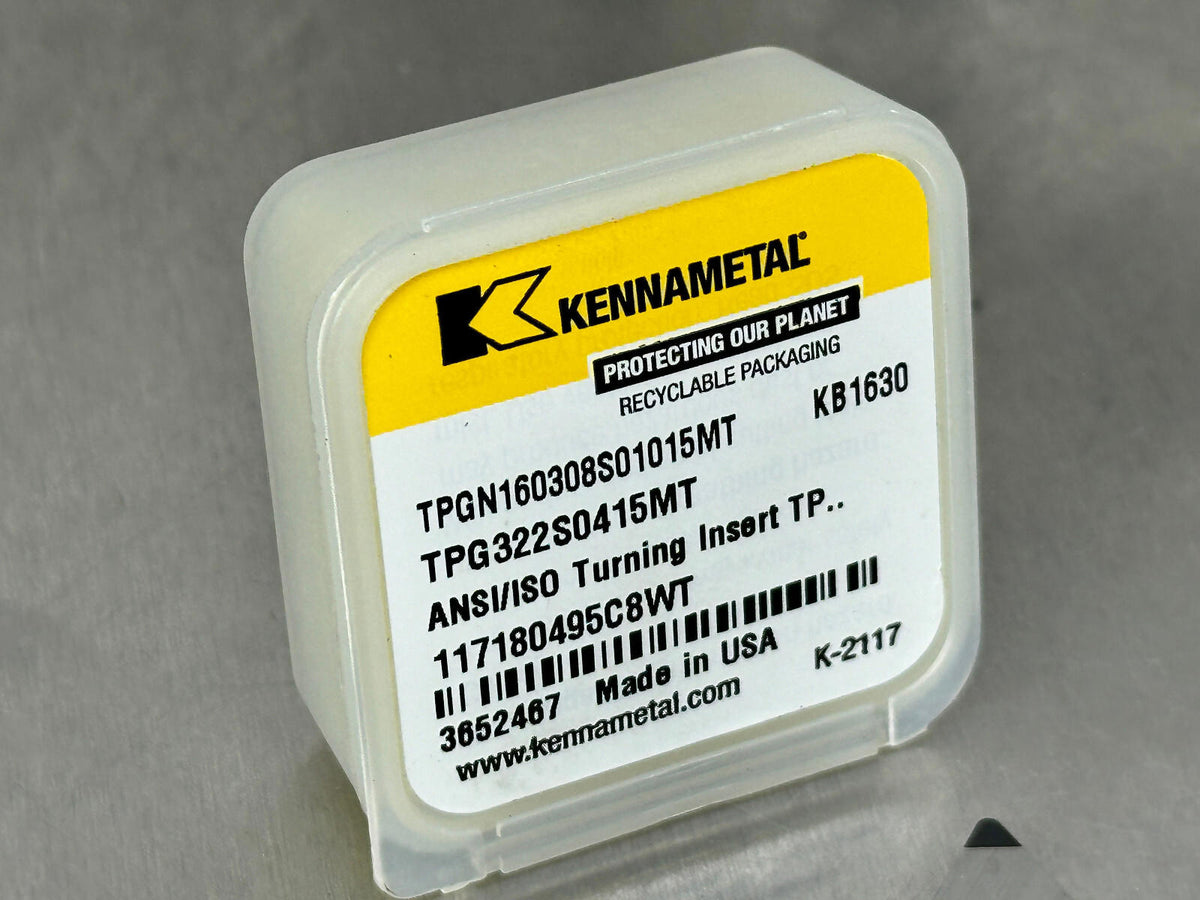 KENNAMETAL®
PROTECTING OUR PLANET
RECYCLABLE PACKAGING
KB1630
TPGN160308S01015MT
TPG322S0415MT
ANSI/ISO Turning Insert TP..
117180495C8WT
3652467 Made in USA K-2117
www.kennametal.com